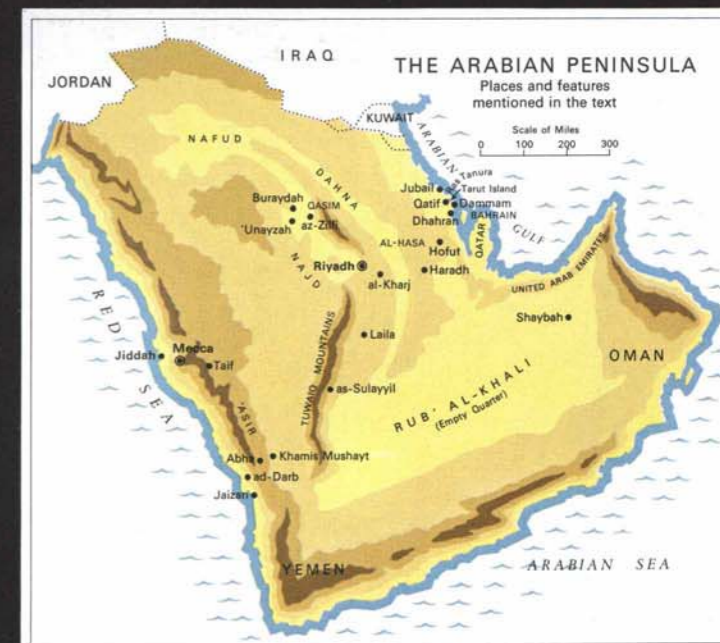 THE ARABIAN PENINSULA
Places and features
mentioned in the text
Scale of Miles
0 100 200 300
IRAQ
JORDAN
KUWAIT
ARABIAN
GULF
NAFUD
DAHNA
Tanura
Jubail
Tarut Island
Qatif
Dammam
Dhahran
BAHRAIN
Buraydah
QASIM
'Unayzah
az-Zilfi
AL-HASA
Hofuf
QATAR
NAJD
Riyadh
Haradh
al-Kharj
UNITED ARAB EMIRATES
Shaybah
RED SEA
TUWAIQ MOUNTAINS
Laila
Jiddah
Mecca
Taif
OMAN
as-Sulayyil
RUB' AL-KHALI
(Empty Quarter)
'ASIR
Abha
Khamis Mushayt
ad-Darb
Jaizan
YEMEN
ARABIAN SEA